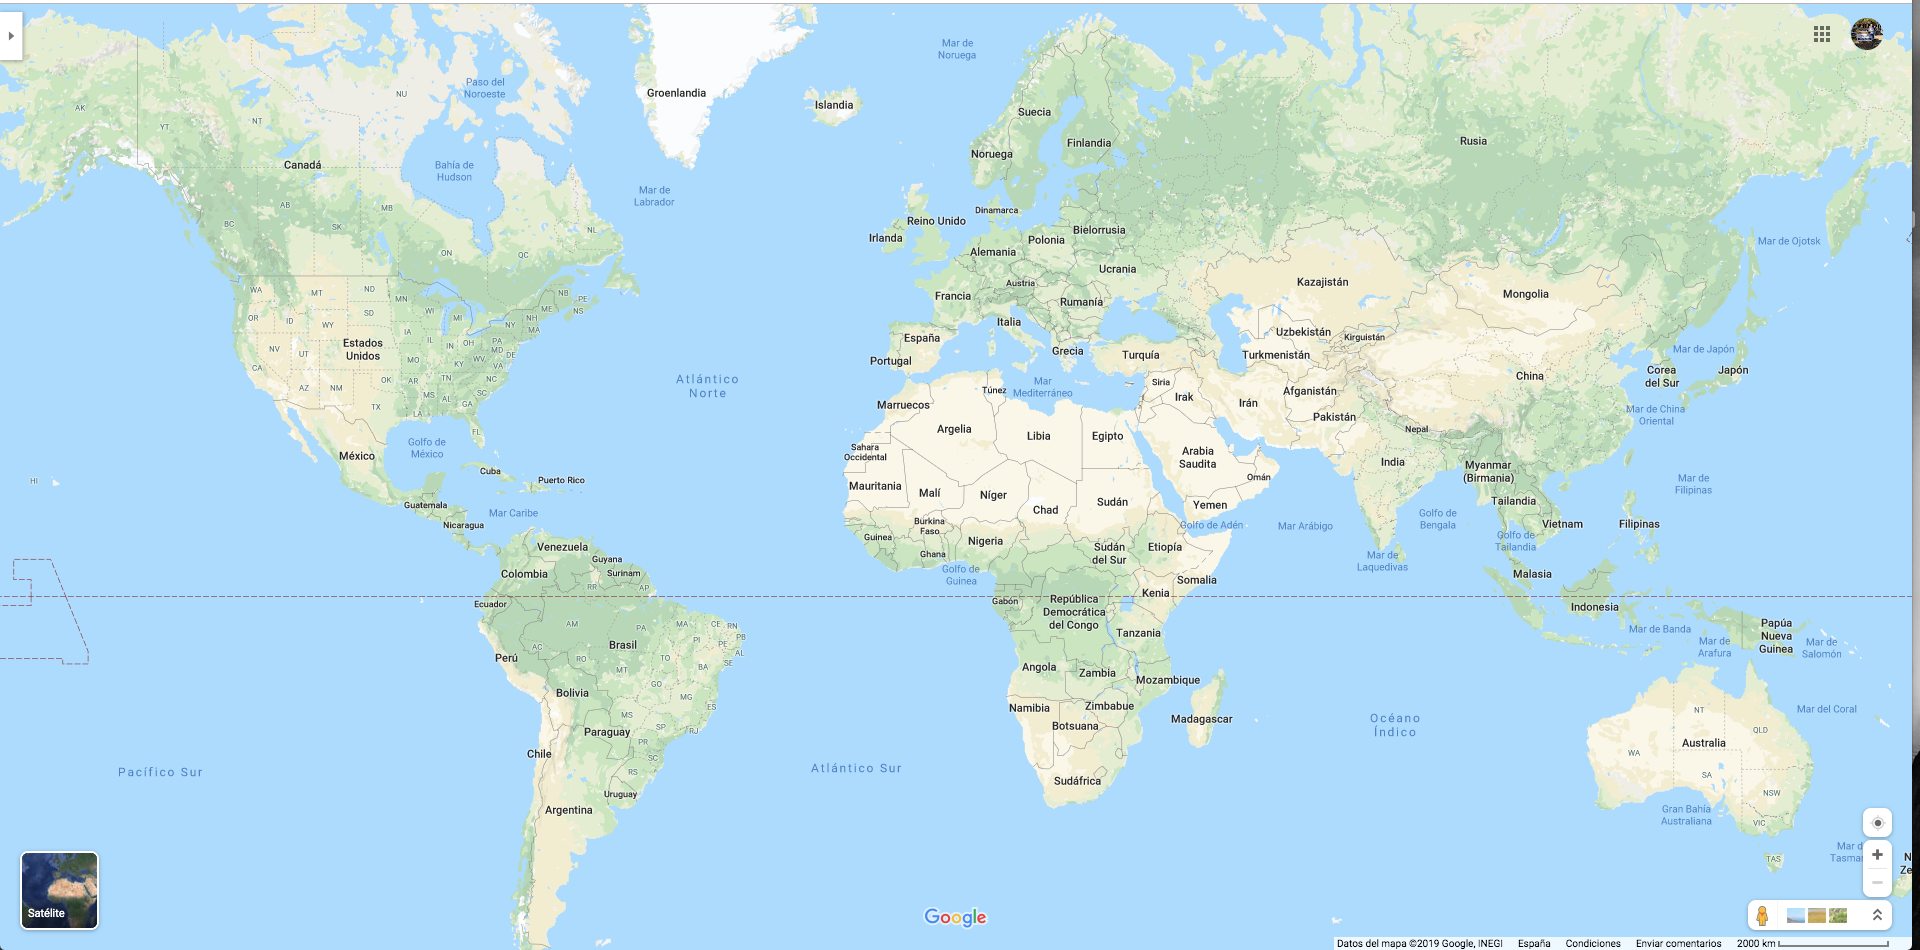 Mar de
Noruega
Paso del
Noroeste
NU
Groenlandia
Islandia
AK
NT
YT
Suecia
Finlandia
Noruega
Rusia
Canadá
Bahía de
Hudson
Mar de
Labrador
AB
MB
SK
BC
ON
QC
NL
Dinamarca
Reino Unido
Irlanda
Bielorrusia
Polonia
Alemania
Ucrania
Austria
Francia
Rumanía
Italia
Kazajistán
Mongolia
Mar de Ojotsk
WA
MT
ND
MN
OR
ID
WY
SD
WI
MI
NB
PE
NS
NH
MA
NY
IA
NV
UT
Estados
Unidos
IL
IN
OH
PA
MD
DE
NJ
CA
AZ
NM
MO
KY
WV
VA
OK
AR
TN
NC
TX
MS
AL
SC
GA
LA
FL
España
Portugal
Grecia
Turquía
Uzbekistán
Kirguistán
Turkmenistán
China
Mar de Japón
Corea
del Sur
Japón
Atlántico
Norte
Túnez
Mar
Mediterráneo
Siria
Irak
Irán
Afganistán
Pakistán
Nepal
Mar de China
Oriental
Marruecos
Argelia
Libia
Egipto
Arabia
Saudita
Sahara
Occidental
India
Myanmar
(Birmania)
Omán
Golfo de
México
México
Cuba
Puerto Rico
HI
Mauritania
Malí
Níger
Chad
Sudán
Yemen
Mar de
Filipinas
Tailandia
Guatemala
Nicaragua
Mar Caribe
Burkina
Faso
Guinea
Ghana
Nigeria
Golfo de Adén
Mar Arábigo
Golfo de
Bengala
Vietnam
Filipinas
Golfo de
Tailandia
Venezuela
Guyana
Surinam
Colombia
RR
AP
Golfo de
Guinea
Sudán
del Sur
Etiopía
Somalia
Mar de
Laquedivas
Malasia
Ecuador
Gabón
República
Democrática
del Congo
Kenia
Indonesia
AM
PA
MA
CE
RN
PB
PI
AL
SE
Brasil
AC
RO
TO
BA
MT
Perú
Tanzania
Mar de Banda
Mar de
Arafura
Papúa
Nueva
Guinea
Mar de
Salomón
Angola
Zambia
Mozambique
Bolivia
GO
MG
ES
MS
SP
RJ
PR
SC
RS
Paraguay
Namibia
Zimbabue
Botsuana
Madagascar
Océano
Índico
NT
QLD
Mar del Coral
WA
Australia
SA
NSW
Chile
Pacífico Sur
Atlántico Sur
Sudáfrica
Uruguay
Argentina
Gran Bahía
Australiana
VIC
TAS
Mar d
Tasmar
N
Ze
Satélite
Google
Datos del mapa ©2019 Google, INEGI España Condiciones Enviar comentarios 2000 km